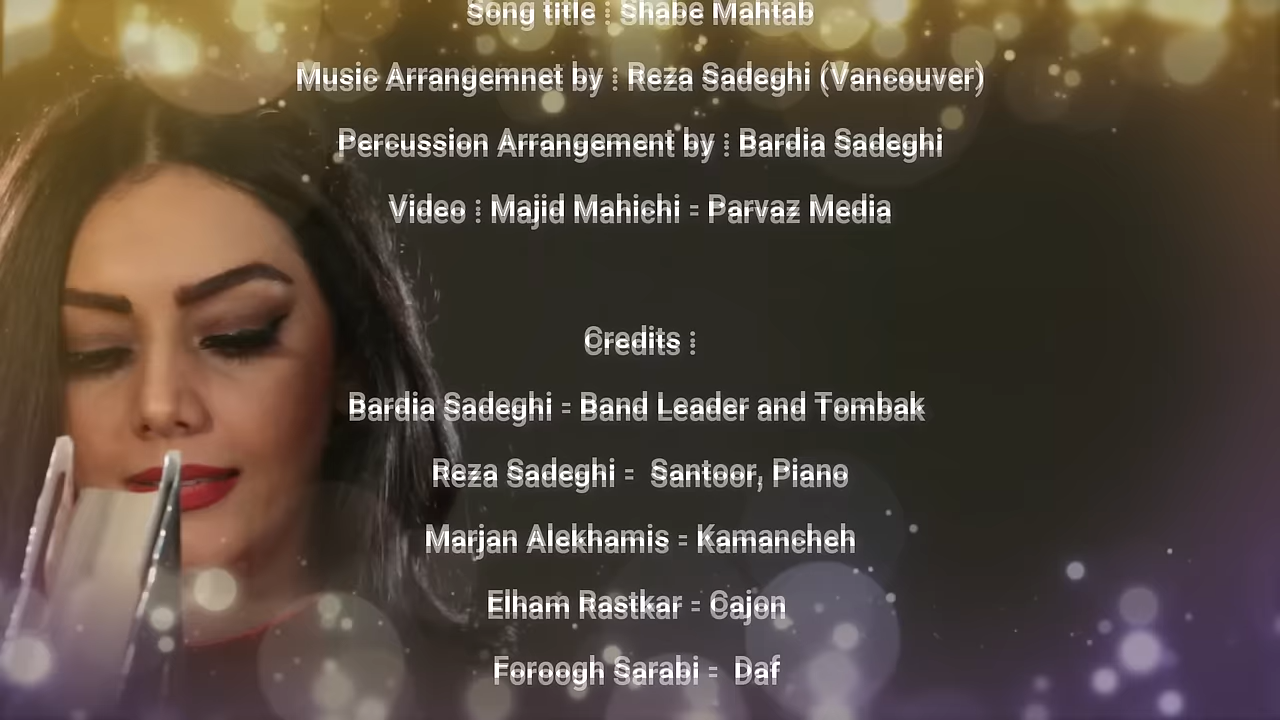 Song title : Shabe Mahtab
Music Arrangemnet by : Reza Sadeghi (Vancouver)
Percussion Arrangement by : Bardia Sadeghi
Video : Majid Mahichi - Parvaz Media
Credits :
Bardia Sadeghi - Band Leader and Tombak
Reza Sadeghi - Santoor, Piano
Marjan Alekhamis - Kamancheh
Elham Rastkar - Cajon
Foroogh Sarabi - Daf